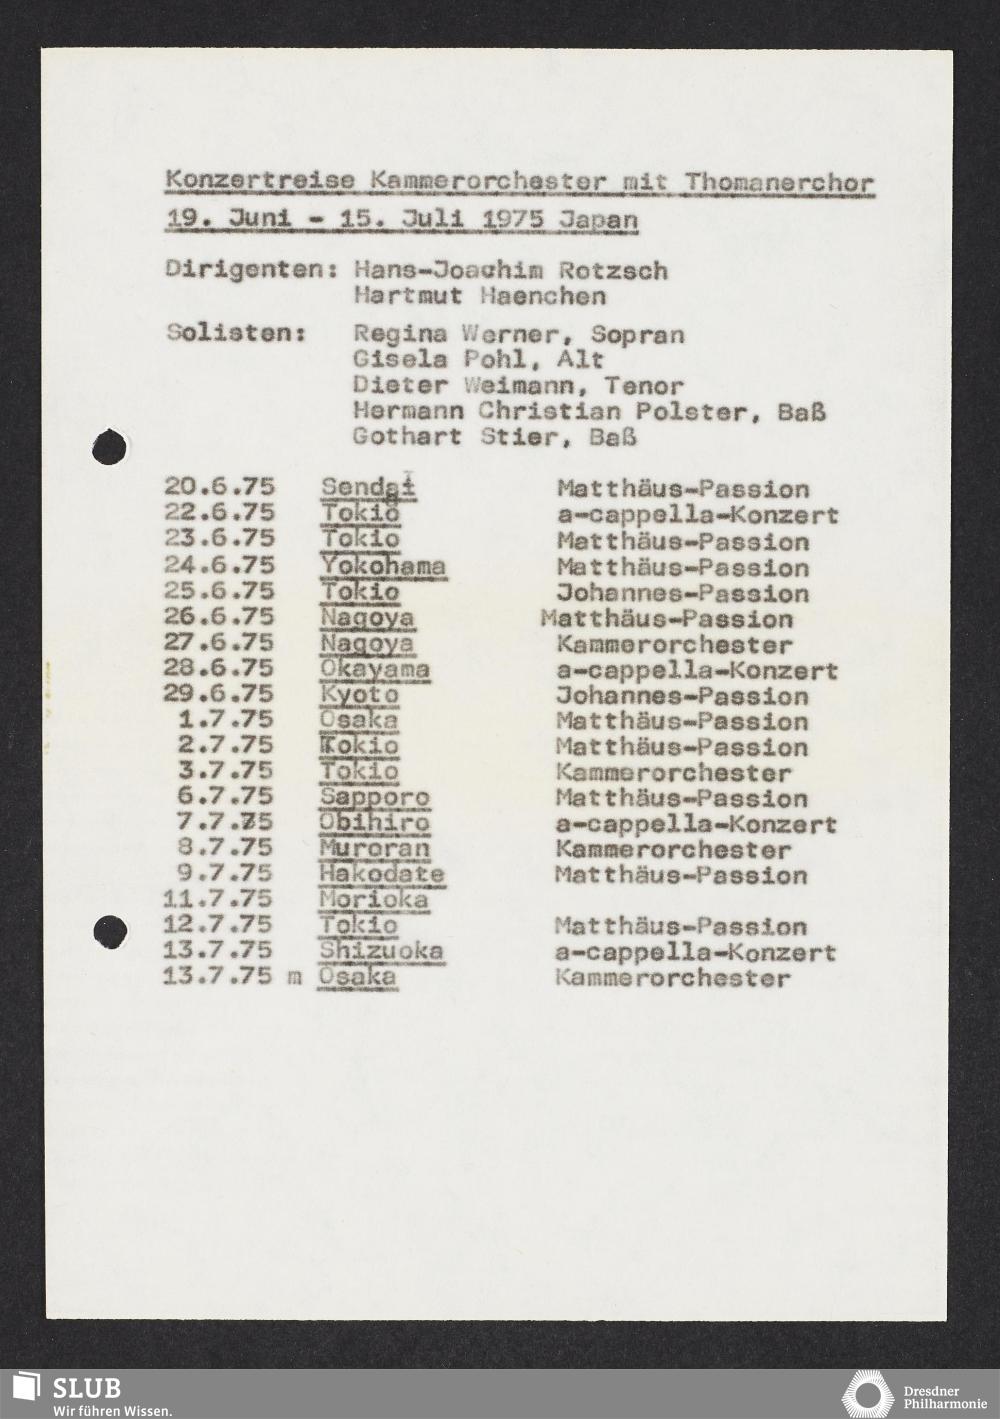 Konzertreise Kammerorchester mit Thomanerchor
19. Juni - 15. Juli 1975 Japan
Dirigenten: Hans-Joachim Rotzsch
Hartmut Haenchen
Solisten: Regina Werner, Sopran
Gisela Pohl, Alt
Dieter Weimann, Tenor
Hermann Christian Polster, Baß
Gothart Stier, Baß
20.6.75 Sendai Matthäus-Passion
22.6.75 Tokio a-cappella-Konzert
23.6.75 Tokio Matthäus-Passion
24.6.75 Yokohama Matthäus-Passion
25.6.75 Tokio Johannes-Passion
26.6.75 Nagoya Matthäus-Passion
27.6.75 Nagoya Kammerorchester
28.6.75 Okayama a-cappella-Konzert
29.6.75 Kyoto Johannes-Passion
1.7.75 Osaka Matthäus-Passion
2.7.75 Tokio Matthäus-Passion
3.7.75 Tokio Kammerorchester
6.7.75 Sapporo Matthäus-Passion
7.7.75 Obihiro a-cappella-Konzert
8.7.75 Muroran Kammerorchester
9.7.75 Hakodate Matthäus-Passion
11.7.75 Morioka
12.7.75 Tokio Matthäus-Passion
13.7.75 Shizuoka a-cappella-Konzert
13.7.75 m Osaka Kammerorchester
SLUB
Wir führen Wissen.
Dresdner
Philharmonie